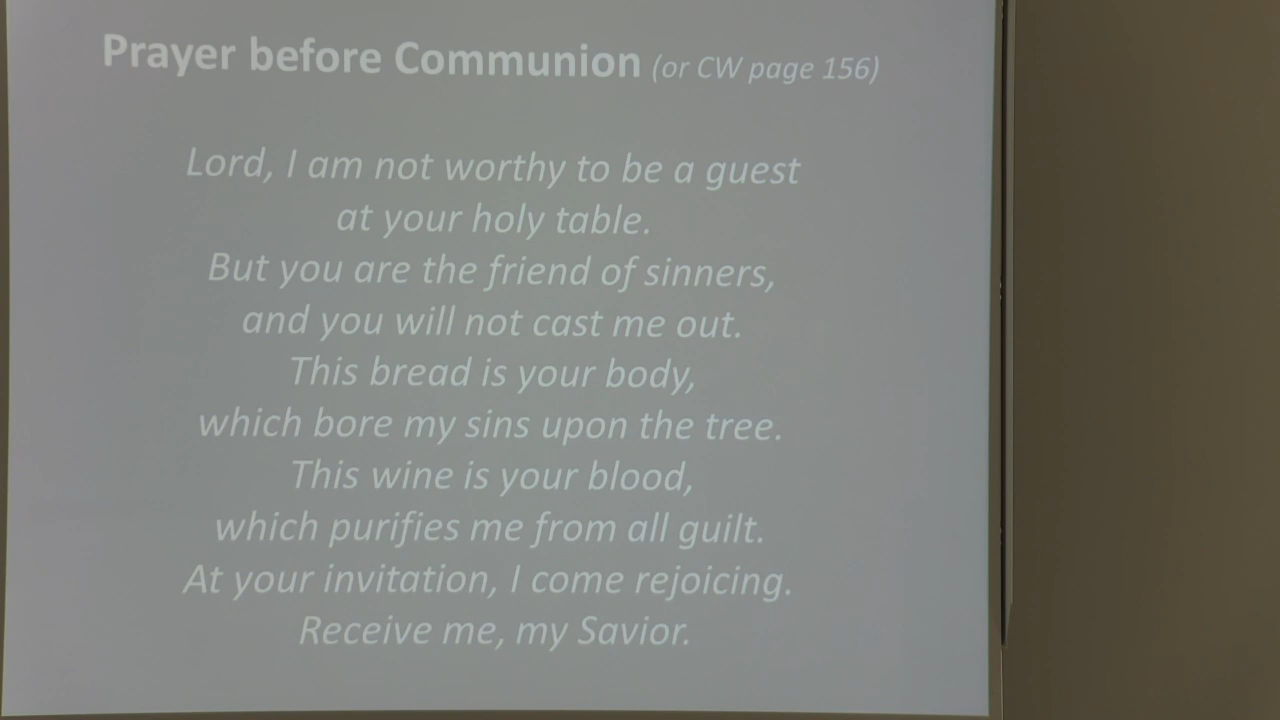 Prayer before Communion (or CW page 156)
Lord, I am not worthy to be a guest
at your holy table.
But you are the friend of sinners,
and you will not cast me out.
This bread is your body,
which bore my sins upon the tree.
This wine is your blood,
which purifies me from all guilt.
At your invitation, I come rejoicing.
Receive me, my Savior.